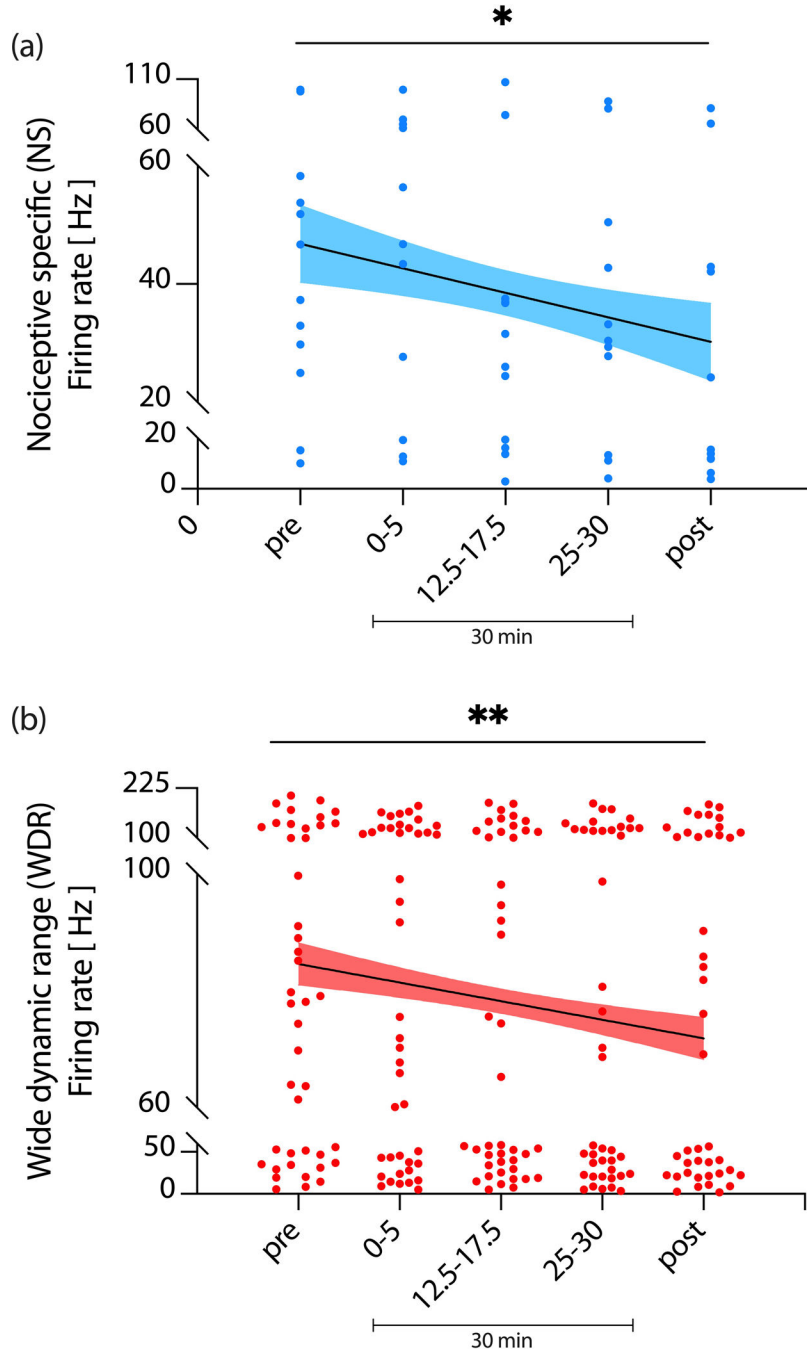 (a)
*
Nociceptive specific (NS)
Firing rate [ Hz ]
110
60
60
40
20
20
0
0
pre
0-5
12.5-17.5
25-30
post
30 min
(b)
**
Wide dynamic range (WDR)
Firing rate [ Hz ]
225
100
100
60
50
0
pre
0-5
12.5-17.5
25-30
post
30 min